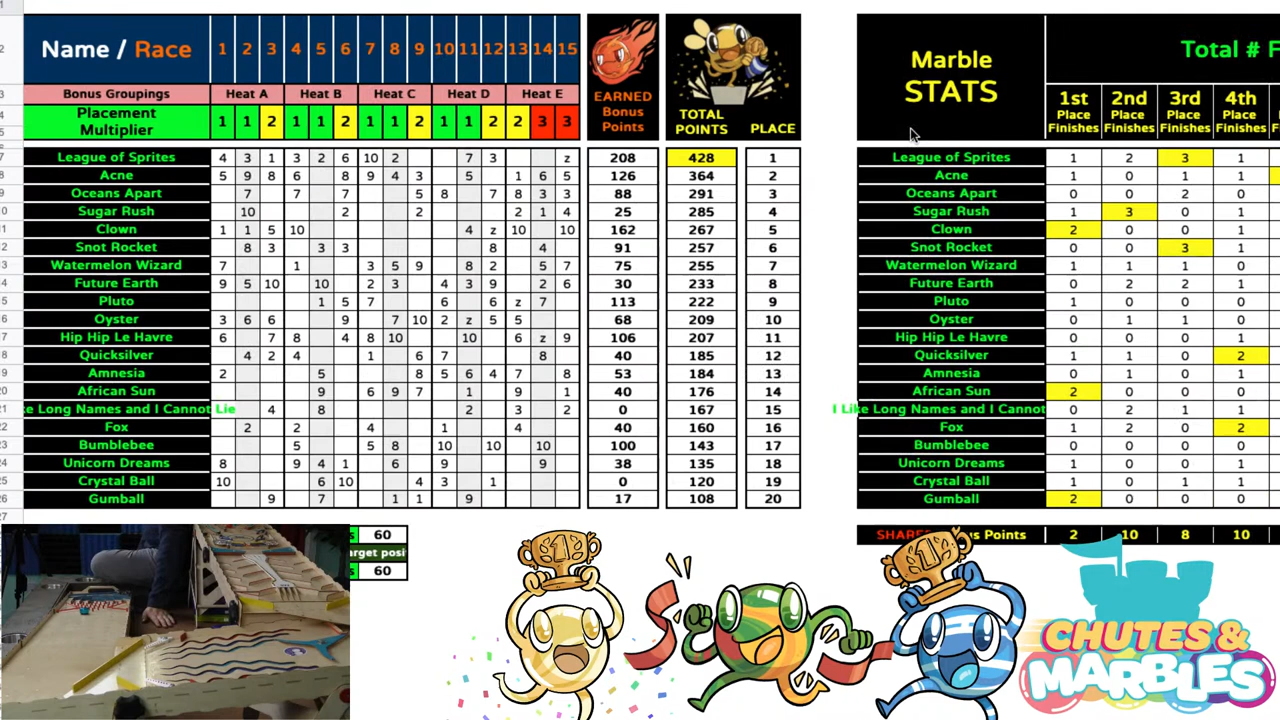 Name / Race 1 2 3 4 5 6 7 8 9 10 11 12 13 14 15
Bonus Groupings Heat A Heat B Heat C Heat D Heat E
Placement Multiplier 1 1 2 1 1 2 1 1 2 1 1 2 2 3 3
EARNED Bonus Points
TOTAL POINTS
PLACE
League of Sprites 4 3 1 3 2 6 10 2 7 3 z 208 428 1
Acne 5 9 8 6 8 9 4 3 5 1 6 5 126 364 2
Oceans Apart 7 7 7 5 8 7 8 3 3 88 291 3
Sugar Rush 10 2 2 2 1 4 25 285 4
Clown 1 1 5 10 4 z 10 10 162 267 5
Snot Rocket 8 3 3 3 8 4 91 257 6
Watermelon Wizard 7 1 3 5 9 8 2 5 7 75 255 7
Future Earth 9 5 10 10 2 3 4 3 9 2 6 30 233 8
Pluto 1 5 7 6 6 z 7 113 222 9
Oyster 3 6 6 9 7 10 2 z 5 5 68 209 10
Hip Hip Le Havre 6 7 8 4 8 10 10 6 z 9 106 207 11
Quicksilver 4 2 4 1 6 7 8 40 185 12
Amnesia 2 5 8 5 6 4 7 8 53 184 13
African Sun 9 6 9 7 1 9 1 40 176 14
ke Long Names and I Cannot Lie 4 8 2 3 2 0 167 15
Fox 2 2 4 1 4 40 160 16
Bumblebee 5 5 8 10 10 10 100 143 17
Unicorn Dreams 8 9 4 1 6 9 9 38 135 18
Crystal Ball 10 6 10 4 3 1 0 120 19
Gumball 9 7 1 1 9 17 108 20
Marble STATS
Total # F
1st Place Finishes
2nd Place Finishes
3rd Place Finishes
4th Place Finishes
League of Sprites 1 2 3 1
Acne 1 0 1 1
Oceans Apart 0 0 2 0
Sugar Rush 1 3 0 1
Clown 2 0 0 1
Snot Rocket 0 0 3 1
Watermelon Wizard 1 1 1 0
Future Earth 0 2 2 1
Pluto 1 0 0 0
Oyster 0 1 1 0
Hip Hip Le Havre 0 0 0 1
Quicksilver 1 1 0 2
Amnesia 0 1 0 1
African Sun 2 0 0 0
I Like Long Names and I Cannot 0 2 1 1
Fox 1 2 0 2
Bumblebee 0 0 0 0
Unicorn Dreams 1 0 0 1
Crystal Ball 1 0 1 1
Gumball 2 0 0 0
s 60
arget posi
s 60
SHARE us Points 2 10 8 10
1
1
CHUTES &
MARBLES